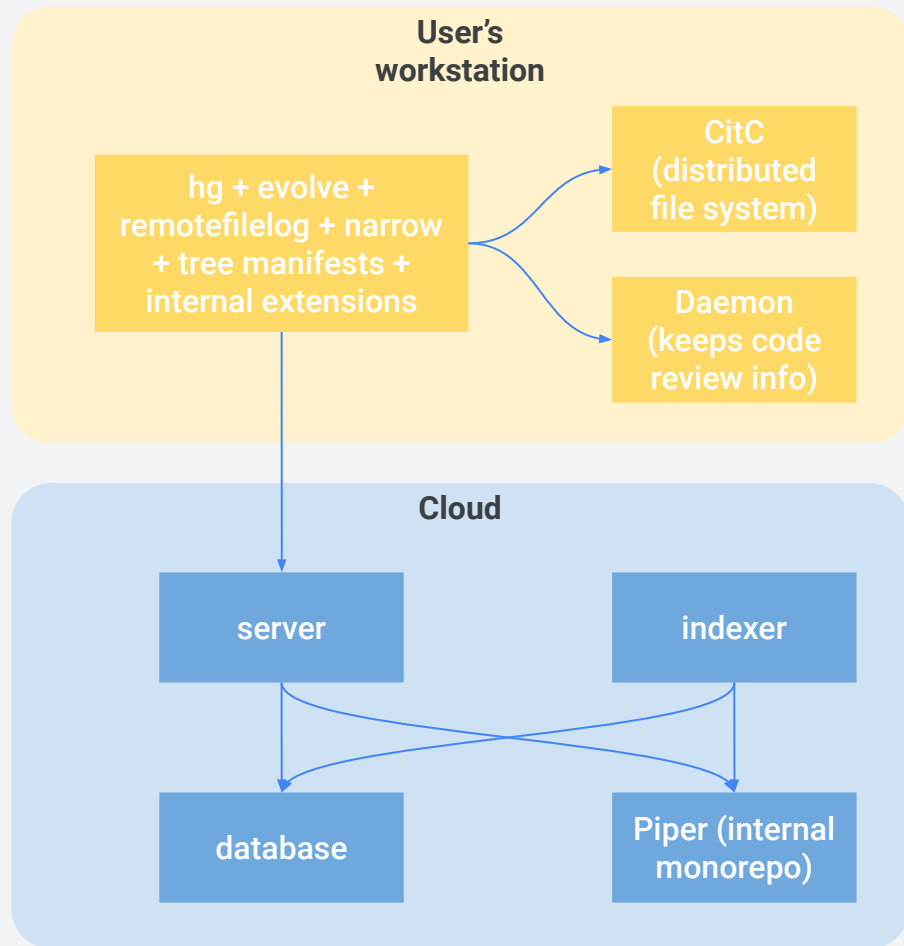 User's
workstation
hg + evolve +
remotefilelog + narrow
+ tree manifests +
internal extensions
CitC
(distributed
file system)
Daemon
(keeps code
review info)
Cloud
server
indexer
database
Piper (internal
monorepo)